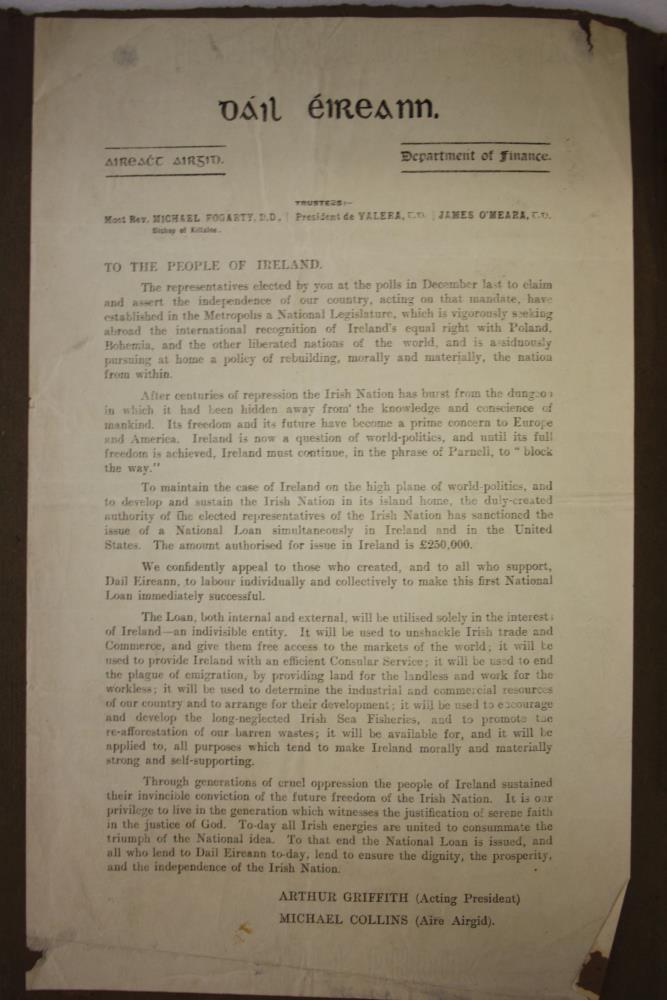 Dáil Éireann.
Aireaċt Airgid.
Department of Finance.
TRUSTEES:—
Most Rev. MICHAEL FOGARTY, D.D., | President de VALERA, T.D. | JAMES O'MEARA, T.D.
Bishop of Killaloe.
TO THE PEOPLE OF IRELAND.
The representatives elected by you at the polls in December last to claim
and assert the independence of our country, acting on that mandate, have
established in the Metropolis a National Legislature, which is vigorously seeking
abroad the international recognition of Ireland's equal right with Poland,
Bohemia, and the other liberated nations of the world, and is assiduously
pursuing at home a policy of rebuilding, morally and materially, the nation
from within.
After centuries of repression the Irish Nation has burst from the dungeon
in which it had been hidden away from the knowledge and conscience of
mankind. Its freedom and its future have become a prime concern to Europe
and America. Ireland is now a question of world-politics, and until its full
freedom is achieved, Ireland must continue, in the phrase of Parnell, to "block
the way."
To maintain the case of Ireland on the high plane of world-politics, and
to develop and sustain the Irish Nation in its island home, the duly-created
authority of the elected representatives of the Irish Nation has sanctioned the
issue of a National Loan simultaneously in Ireland and in the United
States. The amount authorised for issue in Ireland is £250,000.
We confidently appeal to those who created, and to all who support,
Dail Eireann, to labour individually and collectively to make this first National
Loan immediately successful.
The Loan, both internal and external, will be utilised solely in the interests
of Ireland—an indivisible entity. It will be used to unshackle Irish trade and
Commerce, and give them free access to the markets of the world; it will be
used to provide Ireland with an efficient Consular Service; it will be used to end
the plague of emigration, by providing land for the landless and work for the
workless; it will be used to determine the industrial and commercial resources
of our country and to arrange for their development; it will be used to encourage
and develop the long-neglected Irish Sea Fisheries, and to promote the
re-afforestation of our barren wastes; it will be available for, and it will be
applied to, all purposes which tend to make Ireland morally and materially
strong and self-supporting.
Through generations of cruel oppression the people of Ireland sustained
their invincible conviction of the future freedom of the Irish Nation. It is our
privilege to live in the generation which witnesses the justification of serene faith
in the justice of God. To-day all Irish energies are united to consummate the
triumph of the National idea. To that end the National Loan is issued, and
all who lend to Dail Eireann to-day, lend to ensure the dignity, the prosperity,
and the independence of the Irish Nation.
ARTHUR GRIFFITH (Acting President)
MICHAEL COLLINS (Aire Airgid).